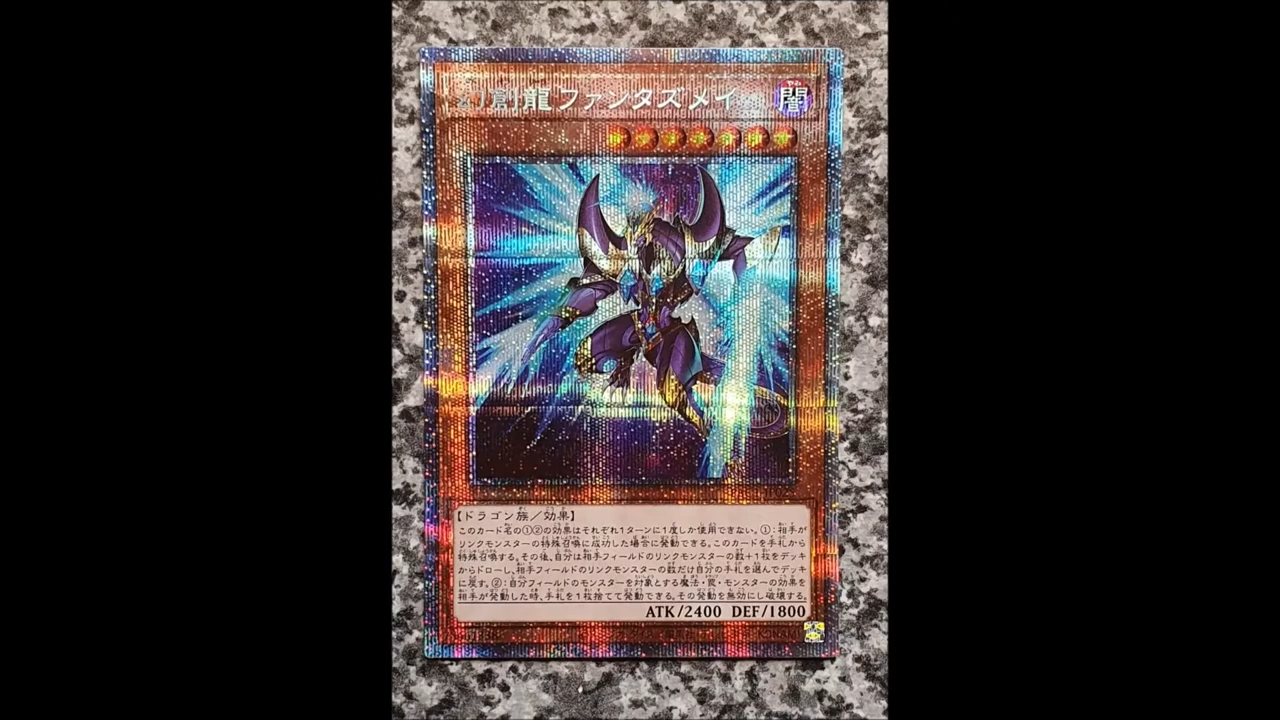 幻創龍ファンタズメイ
闇
【ドラゴン族／効果】
このカード名の①②の効果はそれぞれ1ターンに1度しか使用できない。①：相手が
リンクモンスターの特殊召喚に成功した場合に発動できる。このカードを手札から
特殊召喚する。その後、自分は相手フィールドのリンクモンスターの数＋1枚をデッキ
からドローし、相手フィールドのリンクモンスターの数だけ自分の手札を選んでデッキ
に戻す。②：自分フィールドのモンスターを対象とする魔法・罠・モンスターの効果を
相手が発動した時、手札を1枚捨てて発動できる。その発動を無効にし破壊する。
ATK/2400 DEF/1800